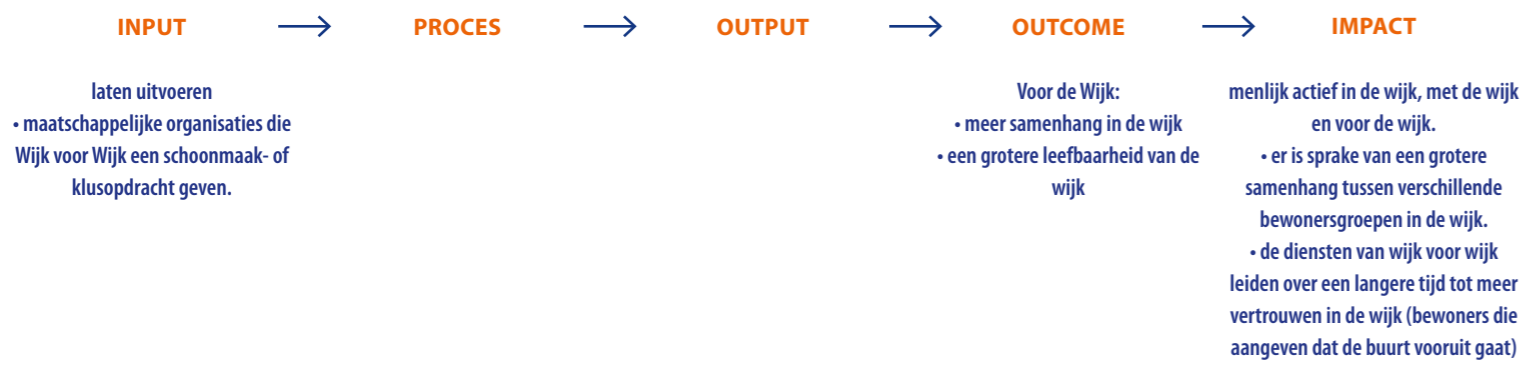 INPUT → PROCES → OUTPUT → OUTCOME → IMPACT
laten uitvoeren
• maatschappelijke organisaties die
Wijk voor Wijk een schoonmaak- of
klusopdracht geven.
Voor de Wijk:
• meer samenhang in de wijk
• een grotere leefbaarheid van de
wijk
menlijk actief in de wijk, met de wijk
en voor de wijk.
• er is sprake van een grotere
samenhang tussen verschillende
bewonersgroepen in de wijk.
• de diensten van wijk voor wijk
leiden over een langere tijd tot meer
vertrouwen in de wijk (bewoners die
aangeven dat de buurt vooruit gaat)